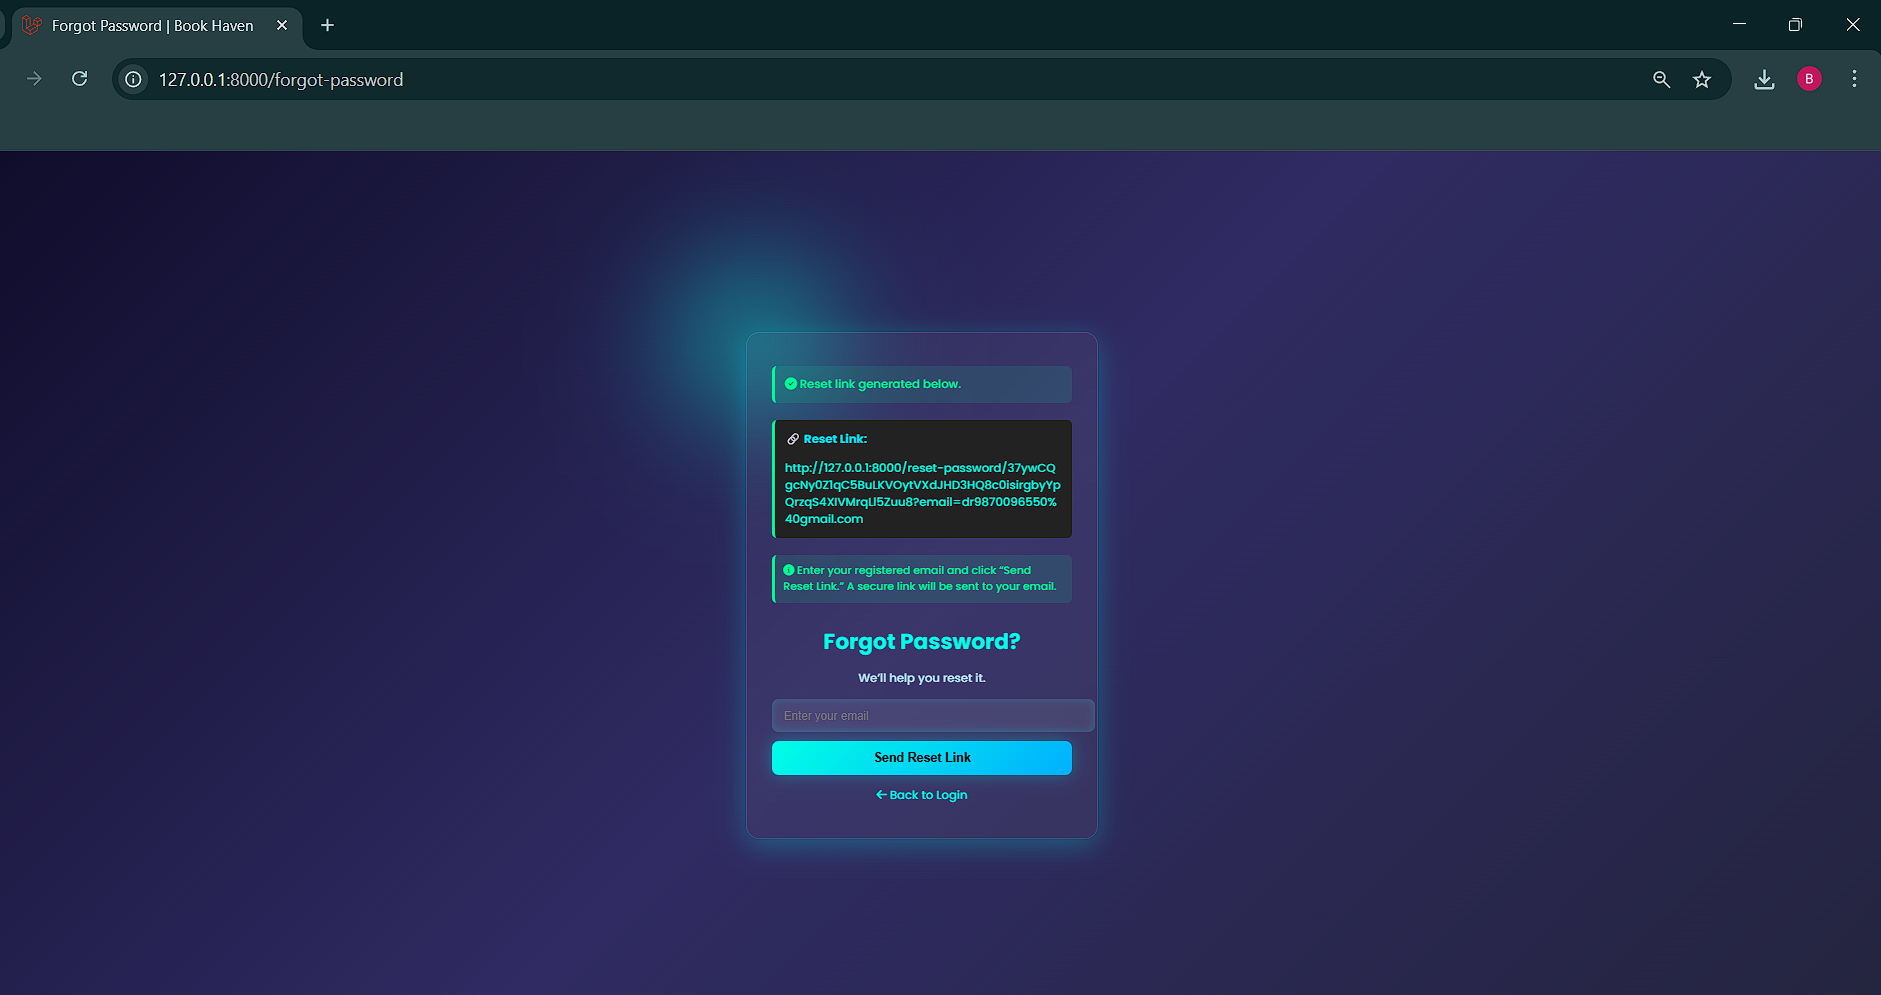 Forgot Password | Book Haven
127.0.0.1:8000/forgot-password
B
Reset link generated below.
Reset Link:
http://127.0.0.1:8000/reset-password/37ywCQ
gcNy0Z1qC5BuLKVOytVXdJHD3HQ8c0isirgbyYp
QrzqS4XIVMrqLl5Zuu8?email=dr9870096550%
40gmail.com
Enter your registered email and click “Send
Reset Link.” A secure link will be sent to your email.
Forgot Password?
We’ll help you reset it.
Enter your email
Send Reset Link
Back to Login